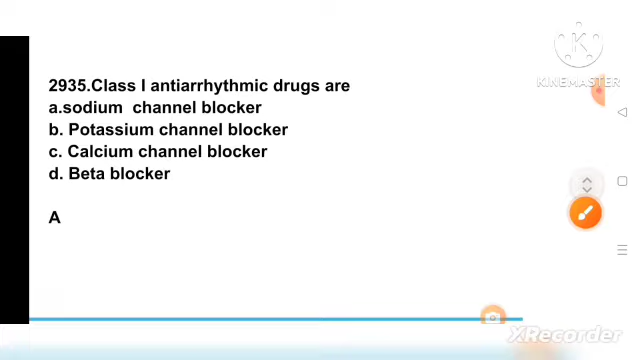 KINEMASTER
2935.Class I antiarrhythmic drugs are
a.sodium channel blocker
b. Potassium channel blocker
c. Calcium channel blocker
d. Beta blocker
A
XRecorder